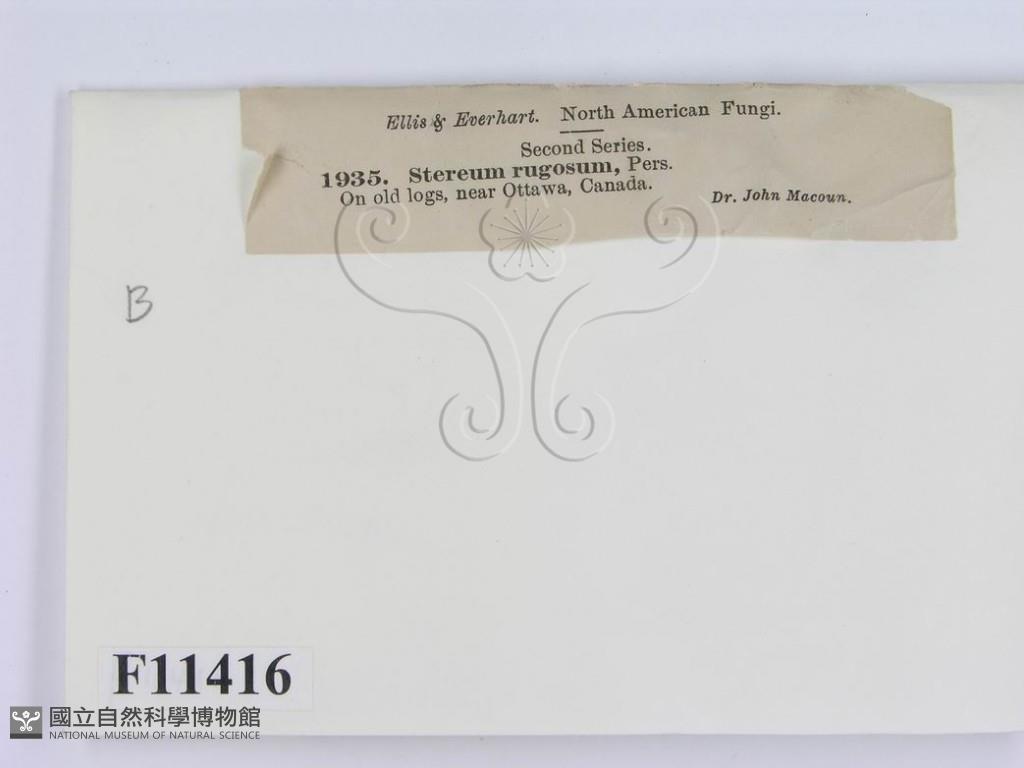 Ellis & Everhart. North American Fungi.
Second Series.
1935. Stereum rugosum, Pers.
On old logs, near Ottawa, Canada.
Dr. John Macoun.
B
F11416
國立自然科學博物館
NATIONAL MUSEUM OF NATURAL SCIENCE